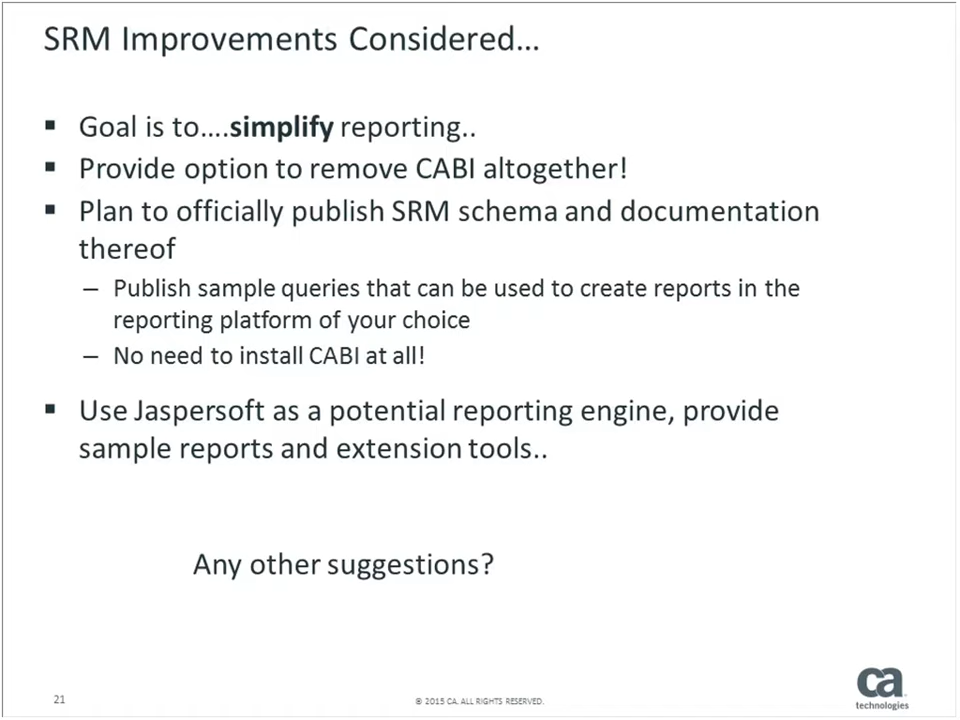 SRM Improvements Considered...
▪ Goal is to....simplify reporting..
▪ Provide option to remove CABI altogether!
▪ Plan to officially publish SRM schema and documentation
thereof
– Publish sample queries that can be used to create reports in the
reporting platform of your choice
– No need to install CABI at all!
▪ Use Jaspersoft as a potential reporting engine, provide
sample reports and extension tools..
Any other suggestions?
21
© 2015 CA. ALL RIGHTS RESERVED.
ca
technologies